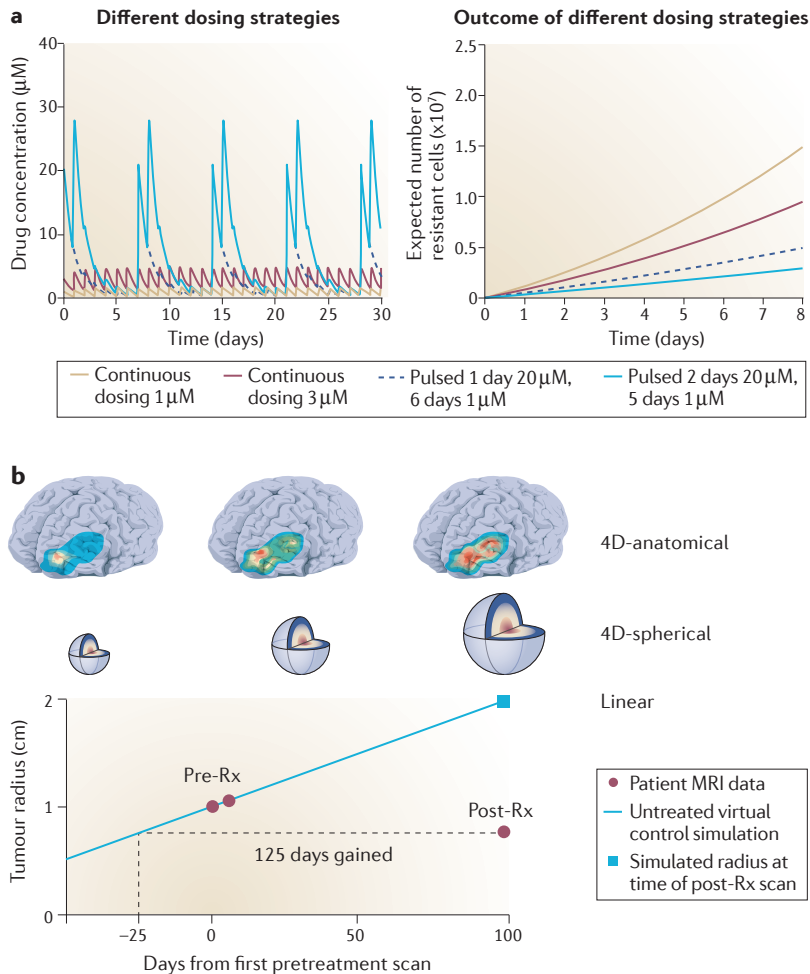 a
Different dosing strategies
Outcome of different dosing strategies
Drug concentration (μM)
40
30
20
10
0
0
5
10
15
20
25
30
Time (days)
Expected number of
resistant cells (x10⁷)
2.5
2.0
1.5
1.0
0.5
0
0
1
2
3
4
5
6
7
8
Time (days)
Continuous
dosing 1 μM
Continuous
dosing 3 μM
Pulsed 1 day 20 μM,
6 days 1 μM
Pulsed 2 days 20 μM,
5 days 1 μM
b
4D-anatomical
4D-spherical
Linear
Tumour radius (cm)
2
1
0
Pre-Rx
Post-Rx
125 days gained
−25
0
50
100
Days from first pretreatment scan
Patient MRI data
Untreated virtual
control simulation
Simulated radius at
time of post-Rx scan